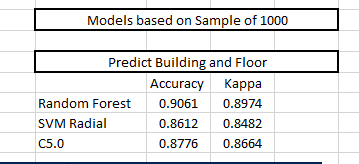 Models based on Sample of 1000
Predict Building and Floor
Accuracy Kappa
Random Forest 0.9061 0.8974
SVM Radial 0.8612 0.8482
C5.0 0.8776 0.8664